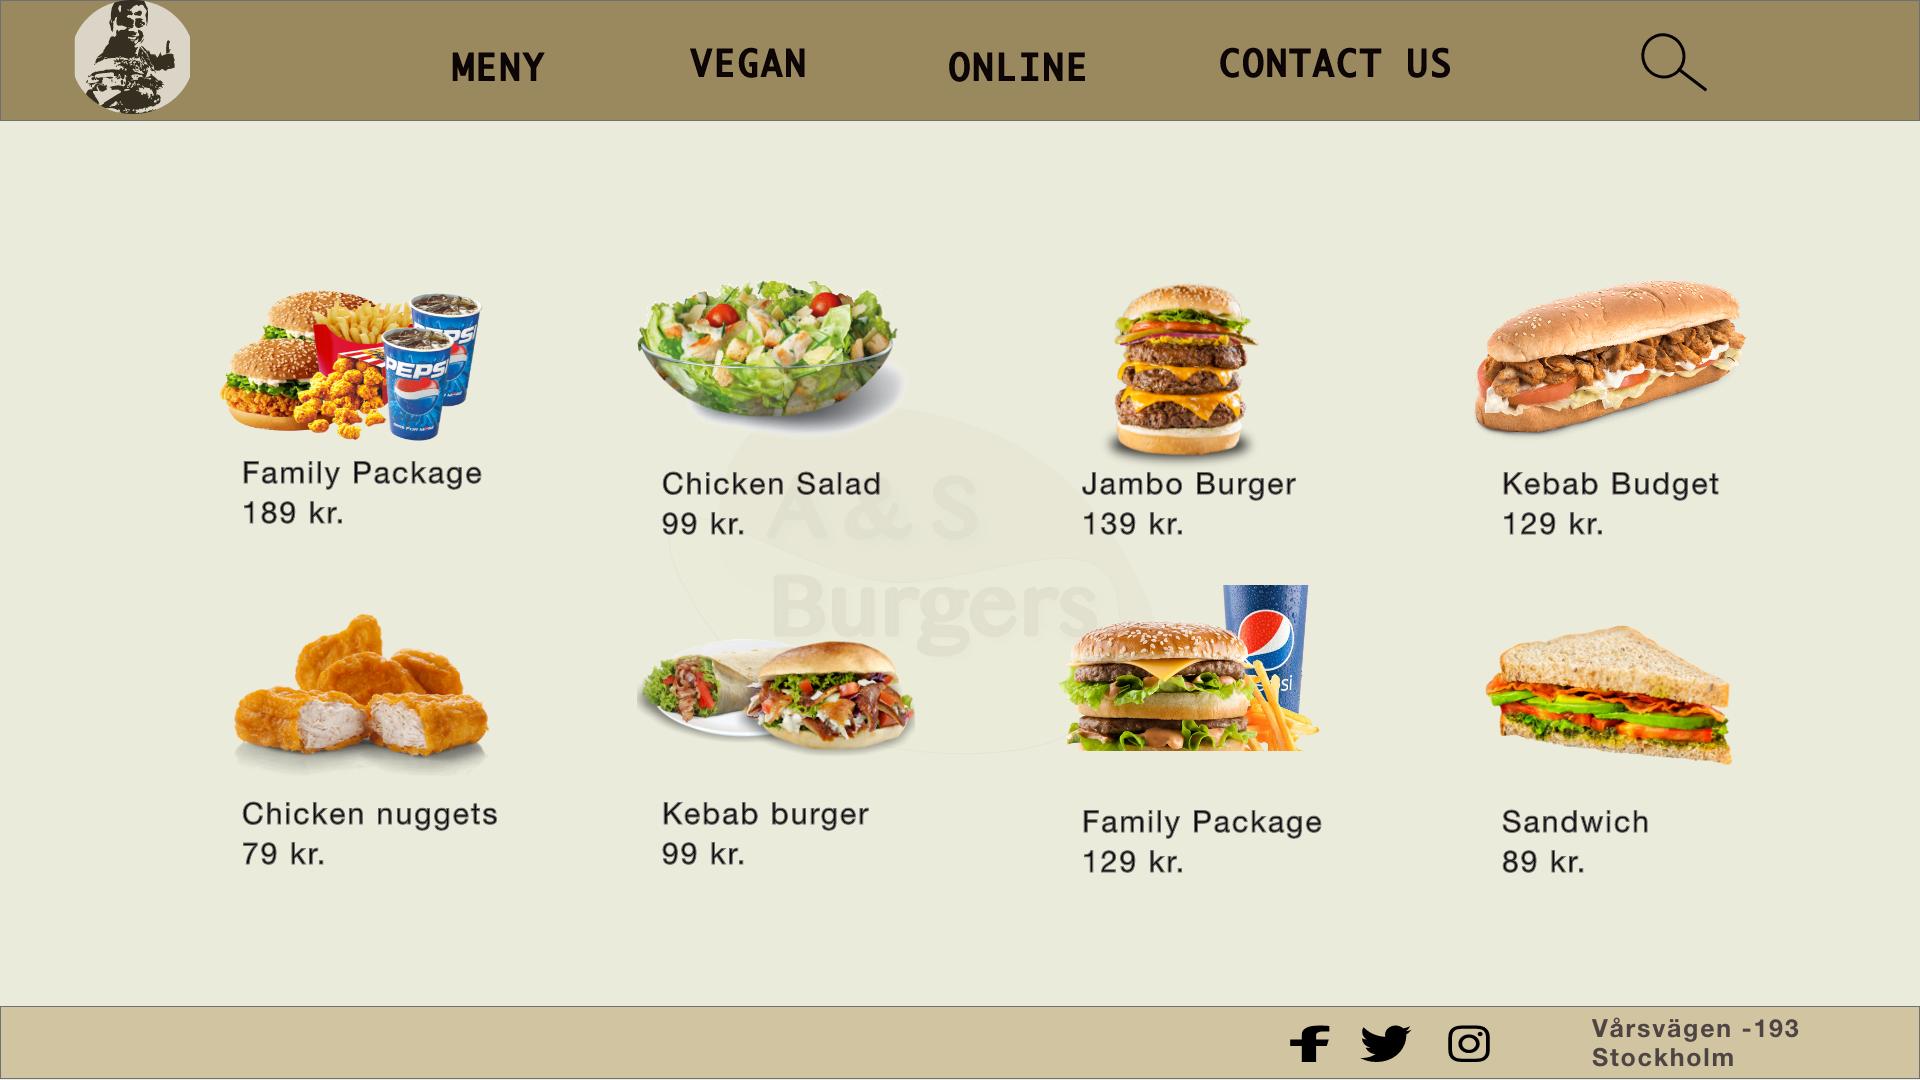 MENY
VEGAN
ONLINE
CONTACT US
PEPSI
Family Package
189 kr.
Chicken Salad
99 kr.
Jambo Burger
139 kr.
Kebab Budget
129 kr.
A & S
Burgers
Chicken nuggets
79 kr.
Kebab burger
99 kr.
Family Package
129 kr.
Sandwich
89 kr.
Vårsvägen -193
Stockholm